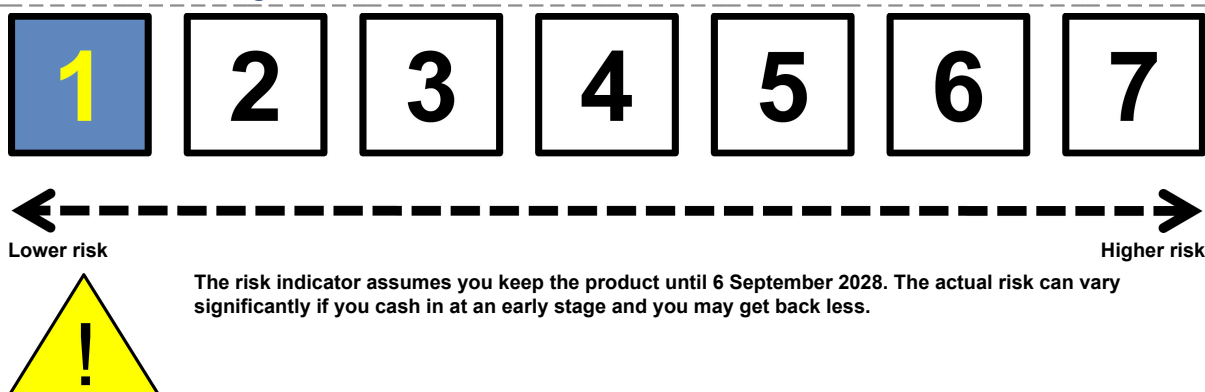 1 2 3 4 5 6 7
Lower risk Higher risk
The risk indicator assumes you keep the product until 6 September 2028. The actual risk can vary
significantly if you cash in at an early stage and you may get back less.
!